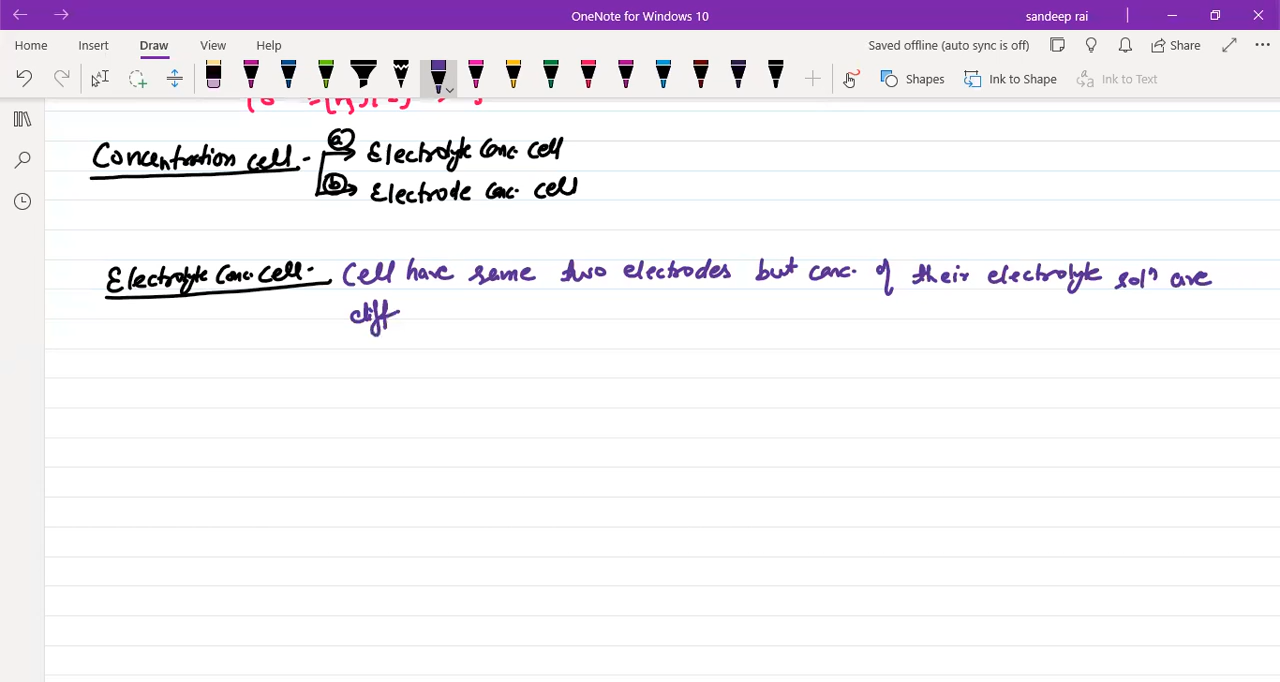 OneNote for Windows 10
sandeep rai
Home Insert Draw View Help
Saved offline (auto sync is off) Share
Shapes Ink to Shape Ink to Text
Concentration cell - (a) Electrolyte Conc. Cell
(b) Electrode Conc. cell
Electrolyte Conc. Cell - Cell have same two electrodes but conc. of their electrolyte solⁿ are
diff